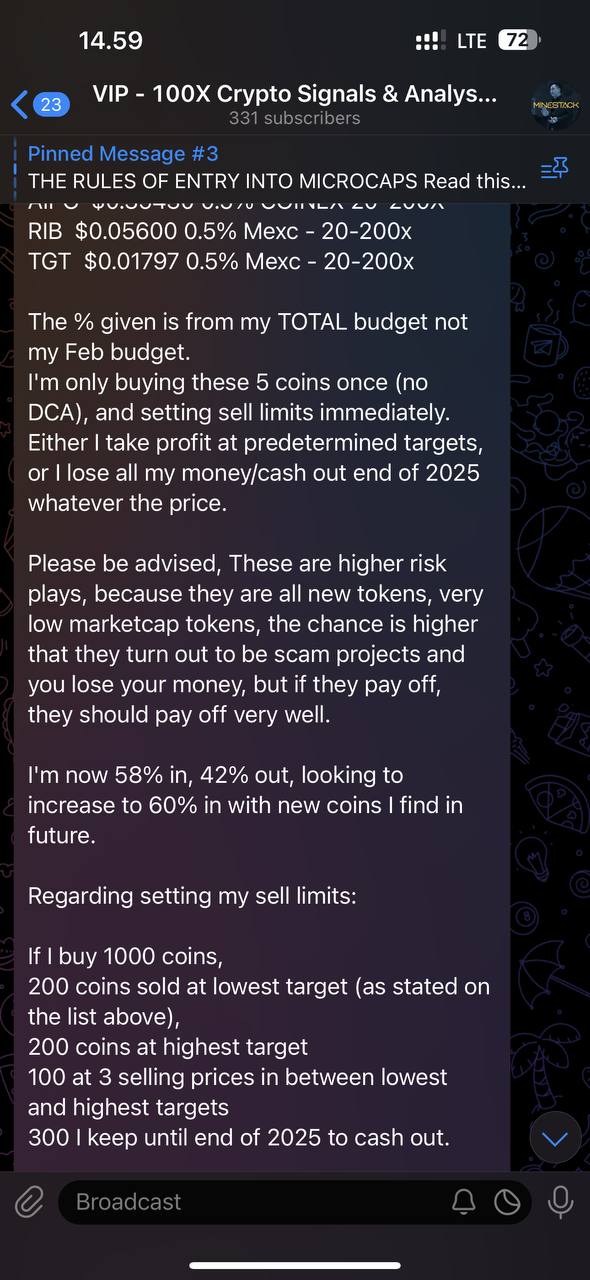 14.59
LTE
72
23
VIP - 100X Crypto Signals & Analys...
331 subscribers
MINESTACK
Pinned Message #3
THE RULES OF ENTRY INTO MICROCAPS Read this...
RIB $0.05600 0.5% Mexc - 20-200x
TGT $0.01797 0.5% Mexc - 20-200x
The % given is from my TOTAL budget not
my Feb budget.
I'm only buying these 5 coins once (no
DCA), and setting sell limits immediately.
Either I take profit at predetermined targets,
or I lose all my money/cash out end of 2025
whatever the price.
Please be advised, These are higher risk
plays, because they are all new tokens, very
low marketcap tokens, the chance is higher
that they turn out to be scam projects and
you lose your money, but if they pay off,
they should pay off very well.
I'm now 58% in, 42% out, looking to
increase to 60% in with new coins I find in
future.
Regarding setting my sell limits:
If I buy 1000 coins,
200 coins sold at lowest target (as stated on
the list above),
200 coins at highest target
100 at 3 selling prices in between lowest
and highest targets
300 I keep until end of 2025 to cash out.
Broadcast